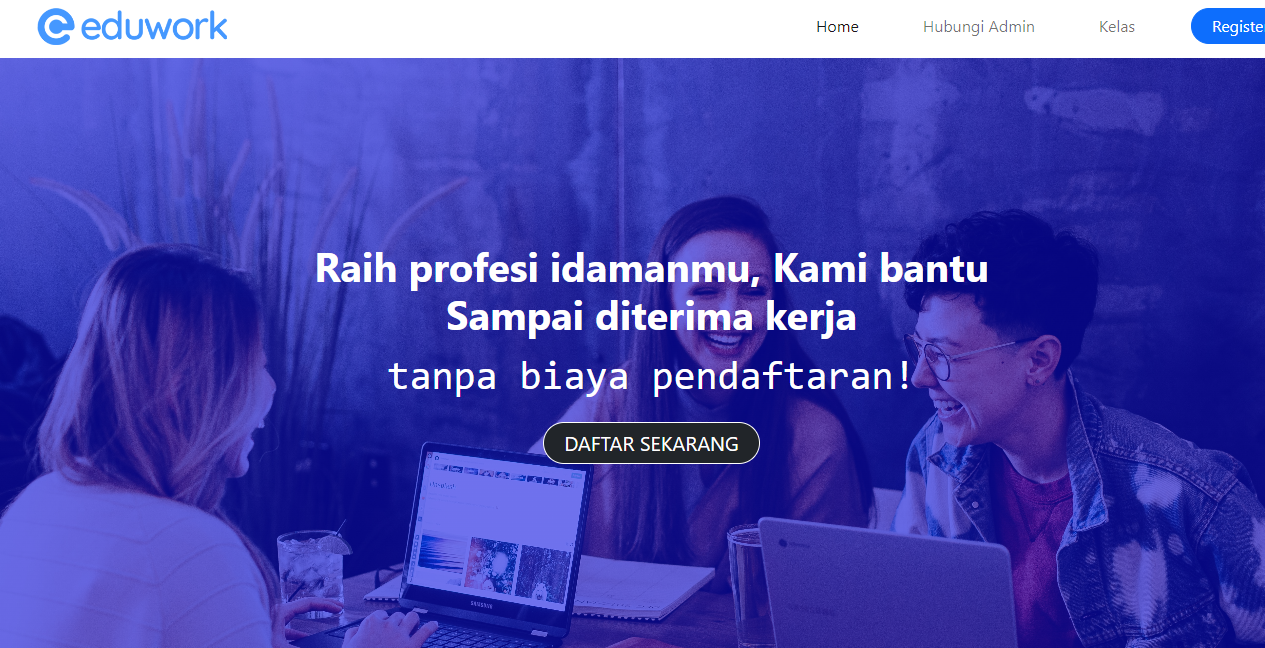 eduwork
Home
Hubungi Admin
Kelas
Registe
Raih profesi idamanmu, Kami bantu
Sampai diterima kerja
tanpa biaya pendaftaran!
DAFTAR SEKARANG
SAMSUNG